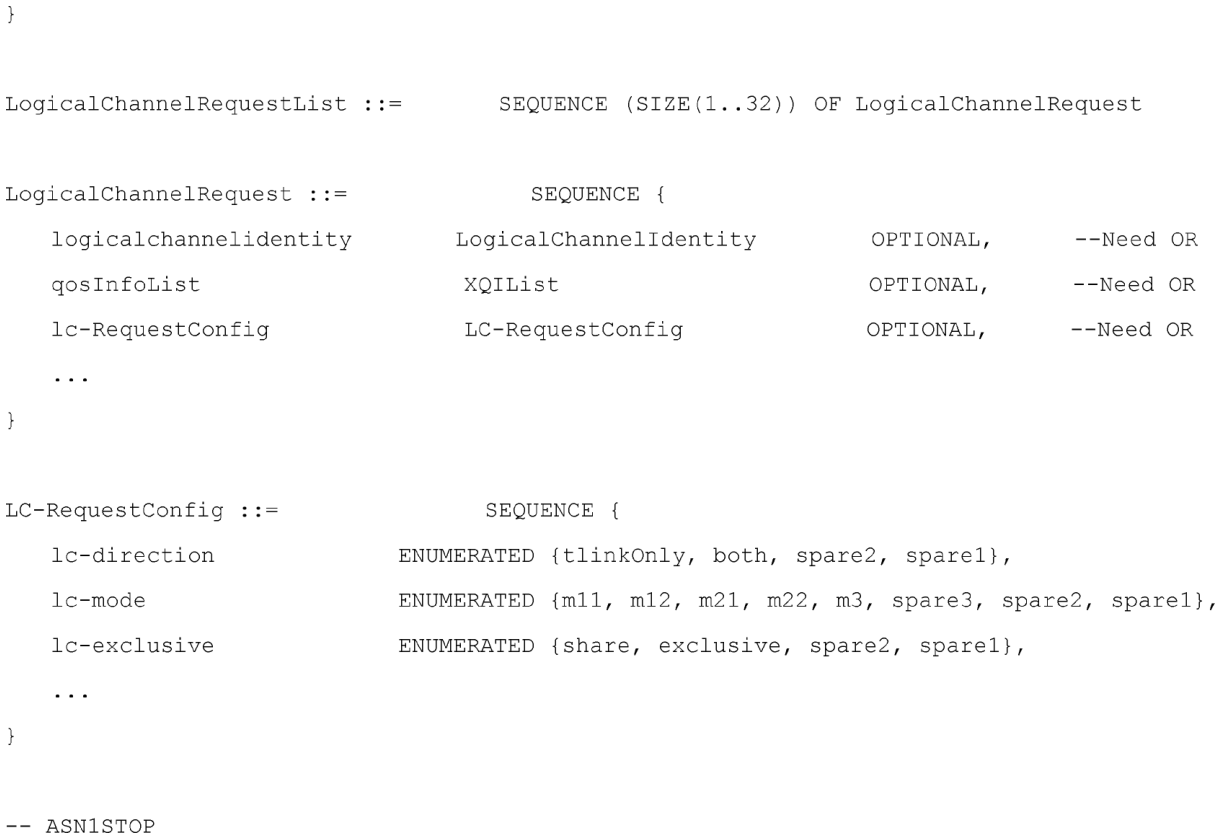 }
LogicalChannelRequestList ::= SEQUENCE (SIZE(1..32)) OF LogicalChannelRequest
LogicalChannelRequest ::= SEQUENCE {
logicalchannelidentity LogicalChannelIdentity OPTIONAL, --Need OR
qosInfoList XQIList OPTIONAL, --Need OR
lc-RequestConfig LC-RequestConfig OPTIONAL, --Need OR
...
}
LC-RequestConfig ::= SEQUENCE {
lc-direction ENUMERATED {tlinkOnly, both, spare2, spare1},
lc-mode ENUMERATED {m11, m12, m21, m22, m3, spare3, spare2, spare1},
lc-exclusive ENUMERATED {share, exclusive, spare2, spare1},
...
}
-- ASN1STOP